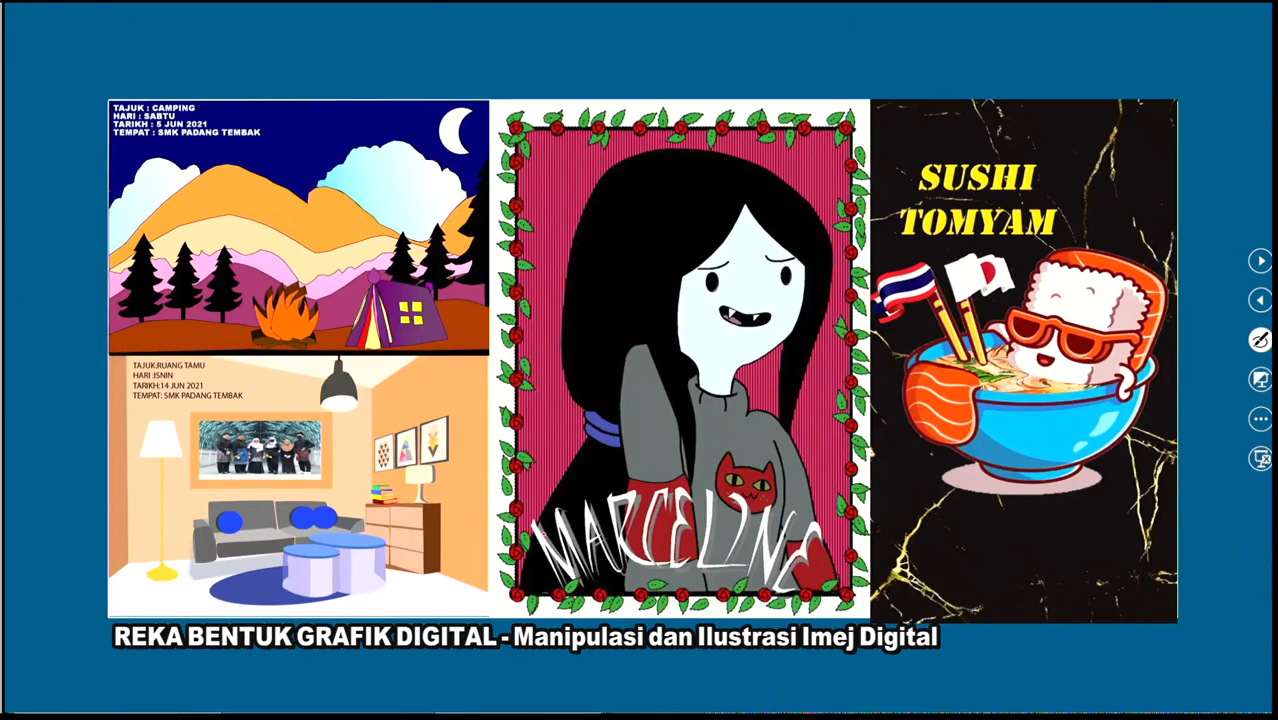 TAJUK : CAMPING
HARI : SABTU
TARIKH : 5 JUN 2021
TEMPAT : SMK PADANG TEMBAK
TAJUK:RUANG TAMU
HARI :ISNIN
TARIKH:14 JUN 2021
TEMPAT: SMK PADANG TEMBAK
MARCELINE
SUSHI
TOMYAM
REKA BENTUK GRAFIK DIGITAL - Manipulasi dan Ilustrasi Imej Digital